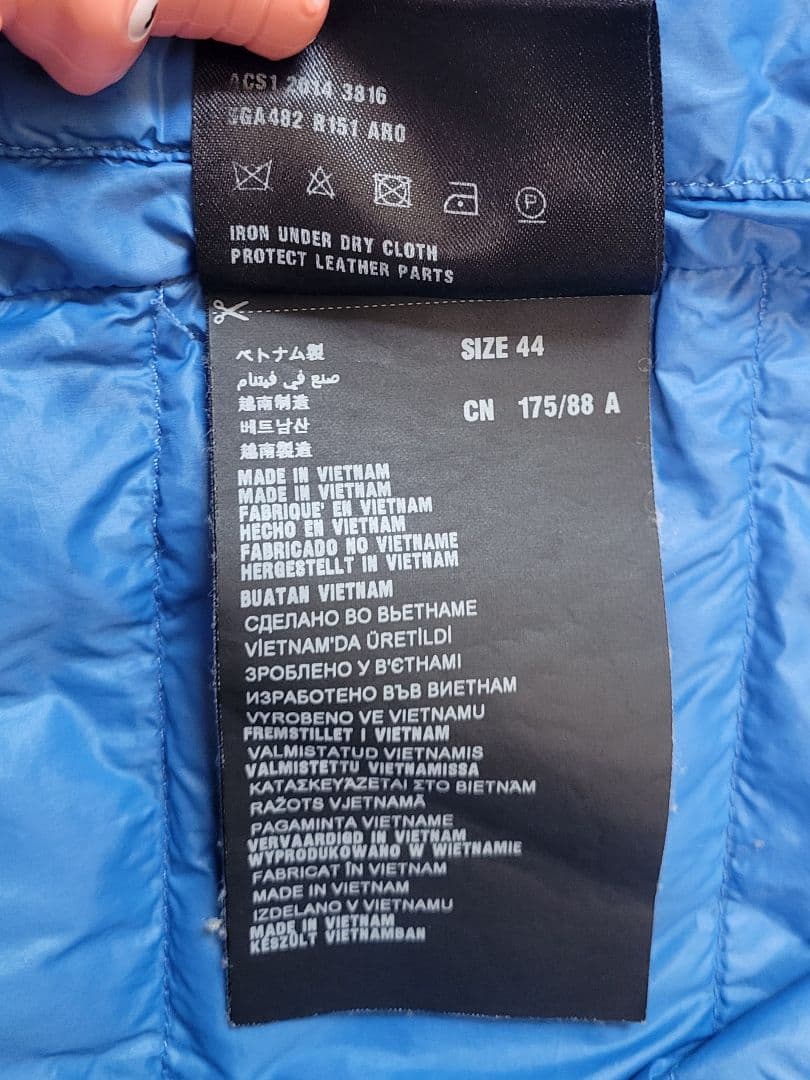 ACS1 2014 3816
SGA482 R151 ARO
P
IRON UNDER DRY CLOTH
PROTECT LEATHER PARTS
ベトナム製
SIZE 44
صنع في فيتنام
越南制造
CN 175/88 A
베트남산
越南製造
MADE IN VIETNAM
MADE IN VIETNAM
FABRIQUE' EN VIETNAM
HECHO EN VIETNAM
FABRICADO NO VIETNAME
HERGESTELLT IN VIETNAM
BUATAN VIETNAM
СДЕЛАНО ВО ВЬЕТНАМЕ
VİETNAM'DA ÜRETİLDİ
ЗРОБЛЕНО У В'ЄТНАМІ
ИЗРАБОТЕНО ВЪВ ВИЕТНАМ
VYROBENO VE VIETNAMU
FREMSTILLET I VIETNAM
VALMISTATUD VIETNAMIS
VALMISTETTU VIETNAMISSA
ΚΑΤΑΣΚΕΥΆΖΕΤΑΙ ΣΤΟ ΒΙΕΤΝΆΜ
RAŽOTS VJETNAMĀ
PAGAMINTA VIETNAME
VERVAARDIGD IN VIETNAM
WYPRODUKOWANO W WIETNAMIE
FABRICAT ÎN VIETNAM
MADE IN VIETNAM
IZDELANO V VIETNAMU
MADE IN VIETNAM
KÉSZÜLT VIETNAMBAN